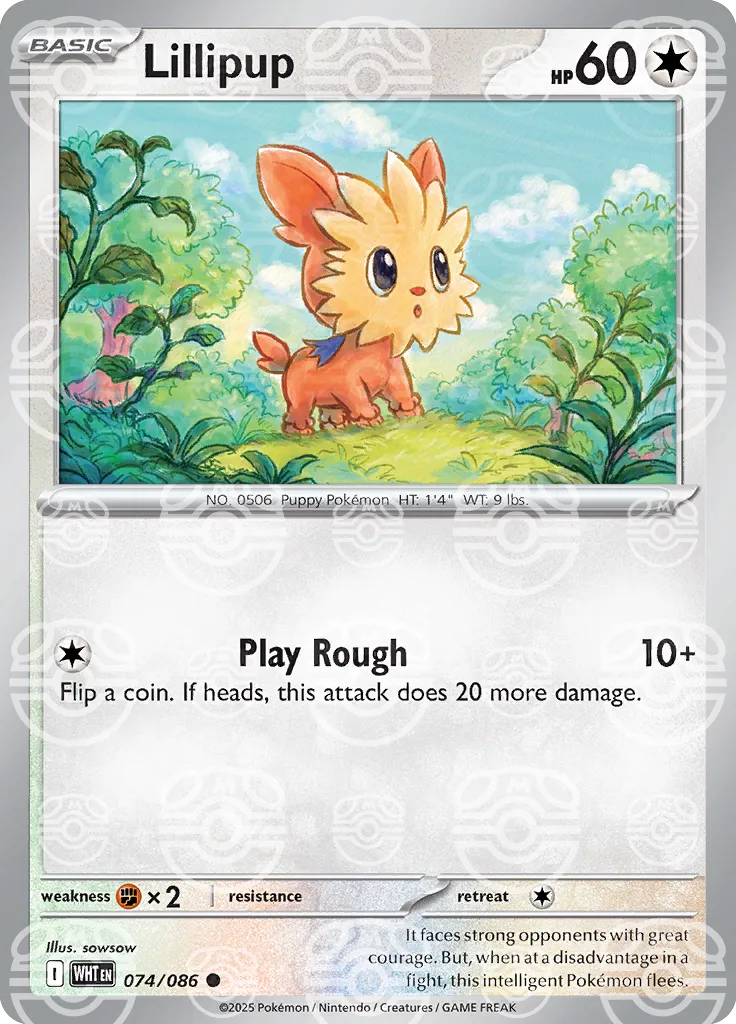 BASIC
Lillipup
HP 60
NO. 0506 Puppy Pokémon HT: 1'4" WT: 9 lbs.
Play Rough 10+
Flip a coin. If heads, this attack does 20 more damage.
weakness ×2 resistance retreat
Illus. sowsow
It faces strong opponents with great
courage. But, when at a disadvantage in a
fight, this intelligent Pokémon flees.
I WHT EN 074/086
©2025 Pokémon / Nintendo / Creatures / GAME FREAK